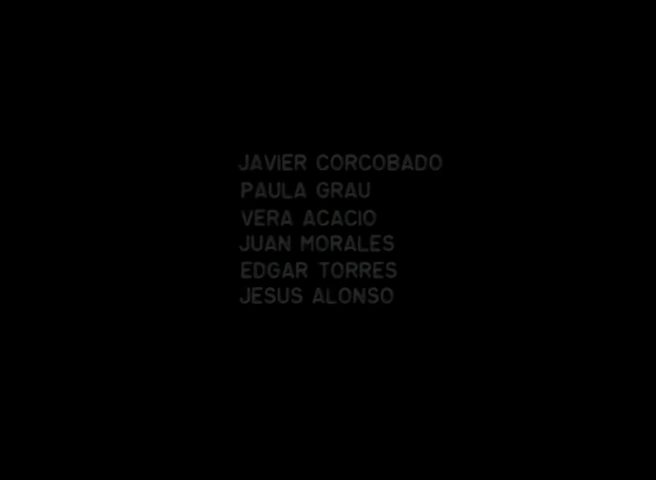 JAVIER CORCOBADO
PAULA GRAU
VERA ACACIO
JUAN MORALES
EDGAR TORRES
JESUS ALONSO